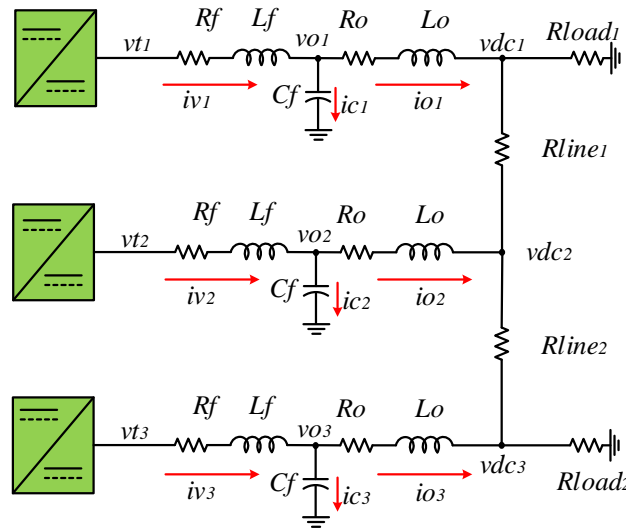 vt1 Rf Lf vo1 Ro Lo vdc1 Rload1
iv1 Cf ic1 io1
Rline1
vt2 Rf Lf vo2 Ro Lo vdc2
iv2 Cf ic2 io2
Rline2
vt3 Rf Lf vo3 Ro Lo
iv3 Cf ic3 io3 vdc3 Rload2